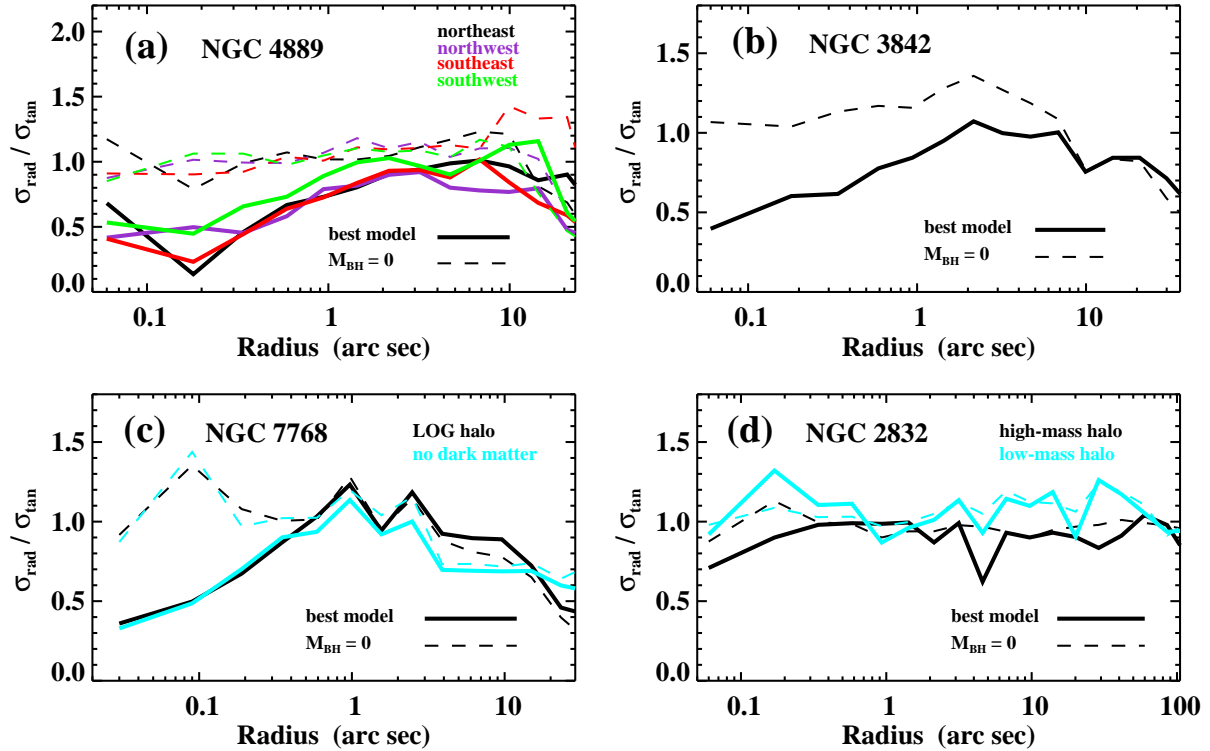 (a) NGC 4889
northeast
northwest
southeast
southwest
σrad / σtan
2.0
1.5
1.0
0.5
0.0
best model
MBH = 0
0.1 1 10
Radius (arc sec)
(b) NGC 3842
σrad / σtan
1.5
1.0
0.5
0.0
best model
MBH = 0
0.1 1 10
Radius (arc sec)
(c) NGC 7768
LOG halo
no dark matter
σrad / σtan
1.5
1.0
0.5
0.0
best model
MBH = 0
0.1 1 10
Radius (arc sec)
(d) NGC 2832
high-mass halo
low-mass halo
σrad / σtan
1.5
1.0
0.5
0.0
best model
MBH = 0
0.1 1 10 100
Radius (arc sec)